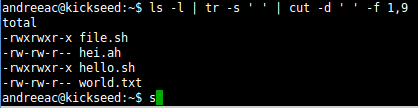 andreeac@kickseed:~$ ls -l | tr -s ' ' | cut -d ' ' -f 1,9
total
-rwxrwxr-x file.sh
-rw-rw-r-- hei.ah
-rwxrwxr-x hello.sh
-rw-rw-r-- world.txt
andreeac@kickseed:~$ s